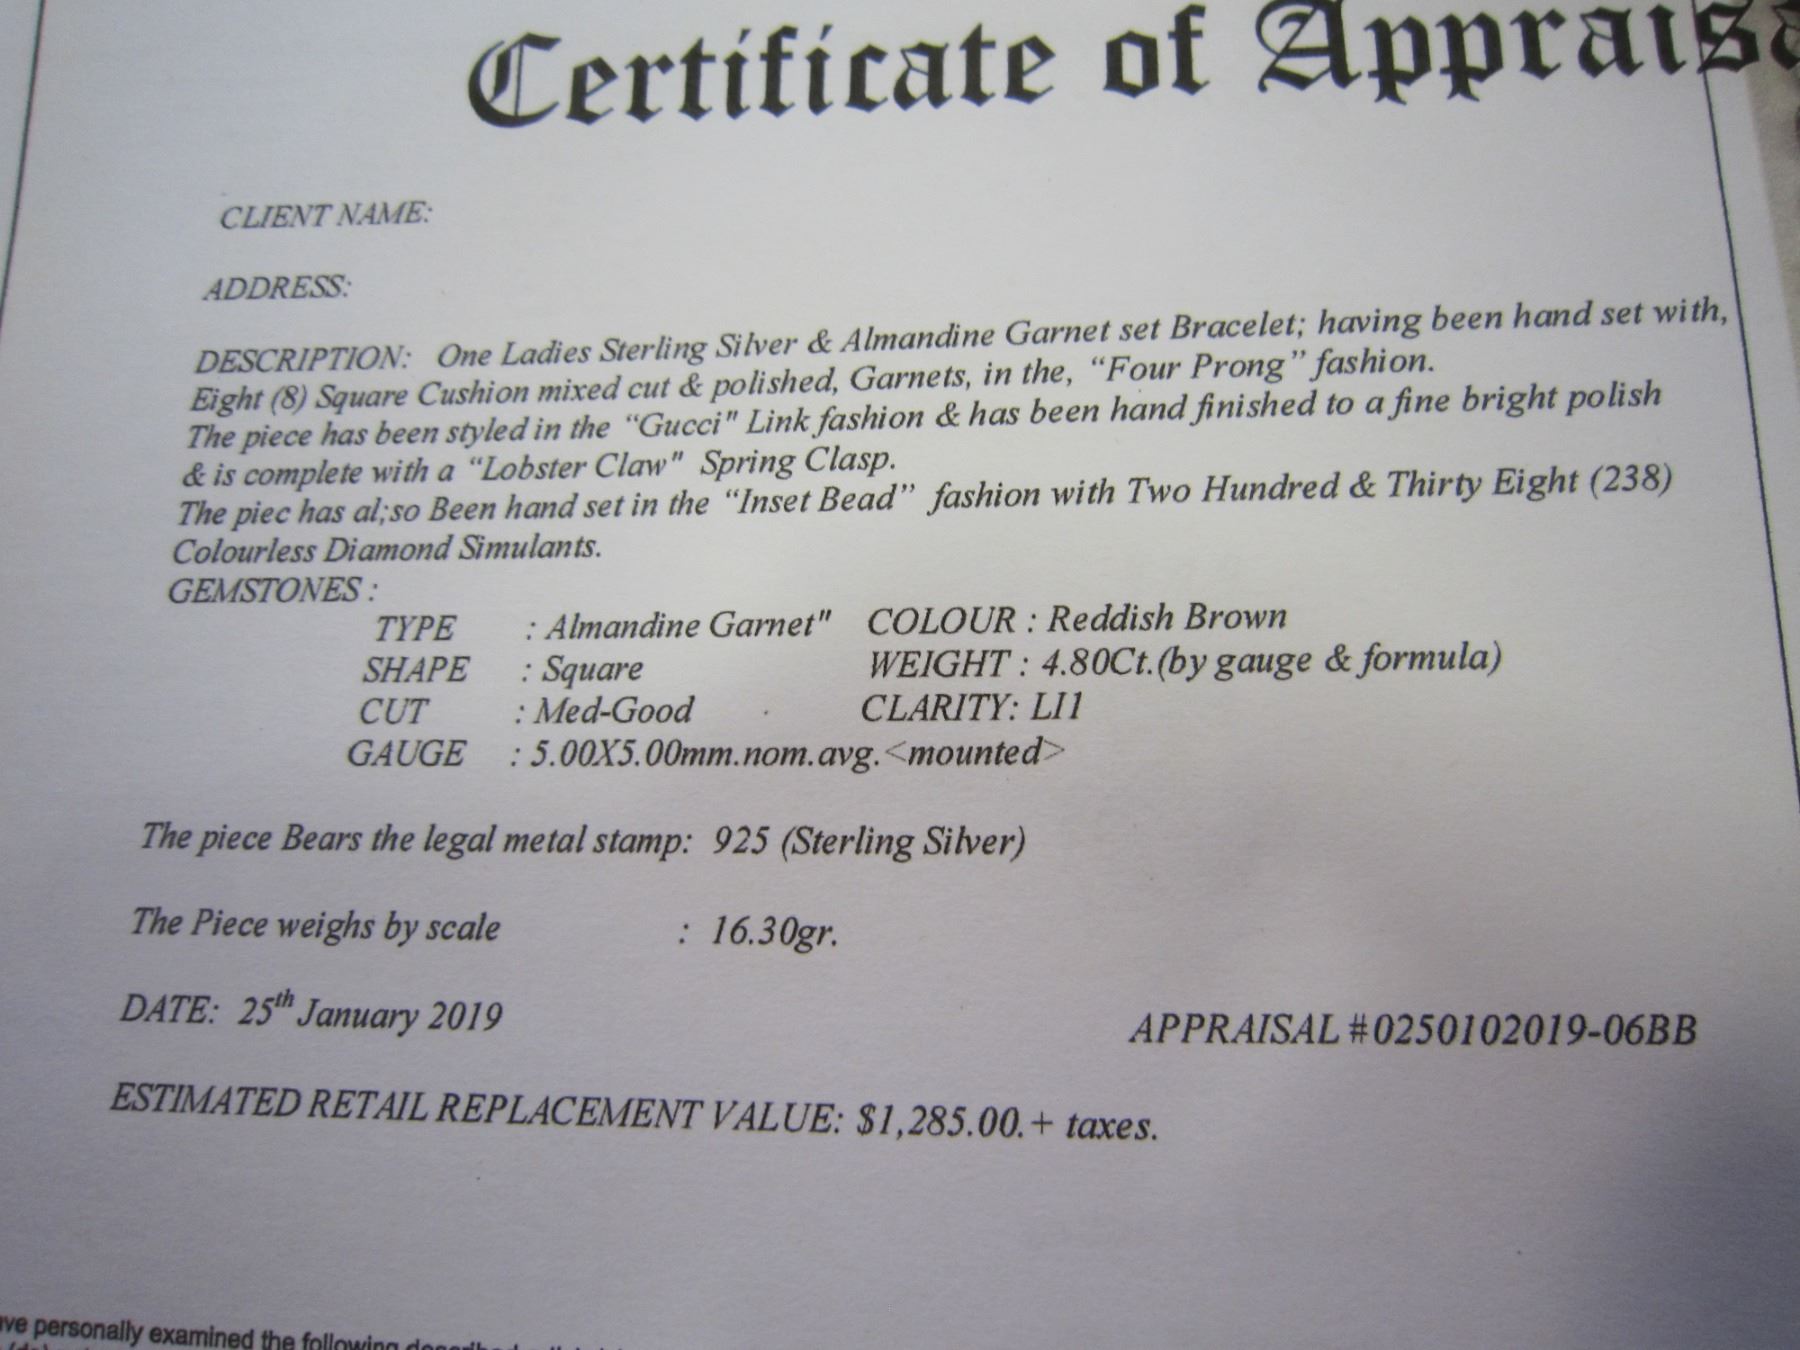 Certificate of Appraisa
CLIENT NAME:
ADDRESS:
DESCRIPTION: One Ladies Sterling Silver & Almandine Garnet set Bracelet; having been hand set with,
Eight (8) Square Cushion mixed cut & polished, Garnets, in the, “Four Prong” fashion.
The piece has been styled in the “Gucci" Link fashion & has been hand finished to a fine bright polish
& is complete with a “Lobster Claw" Spring Clasp.
The piec has al;so Been hand set in the “Inset Bead” fashion with Two Hundred & Thirty Eight (238)
Colourless Diamond Simulants.
GEMSTONES :
TYPE : Almandine Garnet" COLOUR : Reddish Brown
SHAPE : Square WEIGHT : 4.80Ct.(by gauge & formula)
CUT : Med-Good CLARITY: LI1
GAUGE : 5.00X5.00mm.nom.avg.<mounted>
The piece Bears the legal metal stamp: 925 (Sterling Silver)
The Piece weighs by scale : 16.30gr.
DATE: 25th January 2019 APPRAISAL #0250102019-06BB
ESTIMATED RETAIL REPLACEMENT VALUE: $1,285.00.+ taxes.
ve personally examined the following